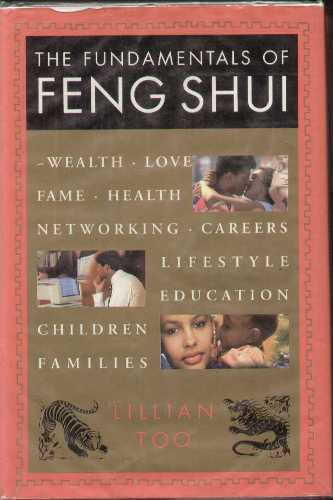 THE FUNDAMENTALS OF
FENG SHUI
–WEALTH · LOVE
FAME · HEALTH
NETWORKING · CAREERS
LIFESTYLE
EDUCATION
CHILDREN
FAMILIES
LILLIAN
TOO